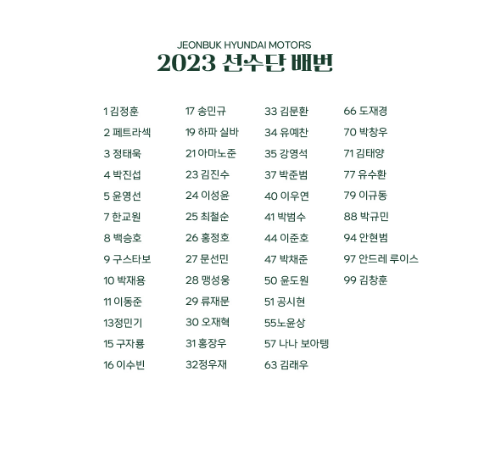 JEONBUK HYUNDAI MOTORS
2023 선수단 배번
1 김정훈
2 페트라섹
3 정태욱
4 박진섭
5 윤영선
7 한교원
8 백승호
9 구스타보
10 박재용
11 이동준
13정민기
15 구자룡
16 이수빈
17 송민규
19 하파 실바
21 아마노준
23 김진수
24 이성윤
25 최철순
26 홍정호
27 문선민
28 맹성웅
29 류재문
30 오재혁
31 홍장우
32정우재
33 김문환
34 유예찬
35 강영석
37 박준범
40 이우연
41 박범수
44 이준호
47 박채준
50 윤도원
51 공시현
55노윤상
57 나나 보아텡
63 김래우
66 도재경
70 박창우
71 김태양
77 유수환
79 이규동
88 박규민
94 안현범
97 안드레 루이스
99 김창훈